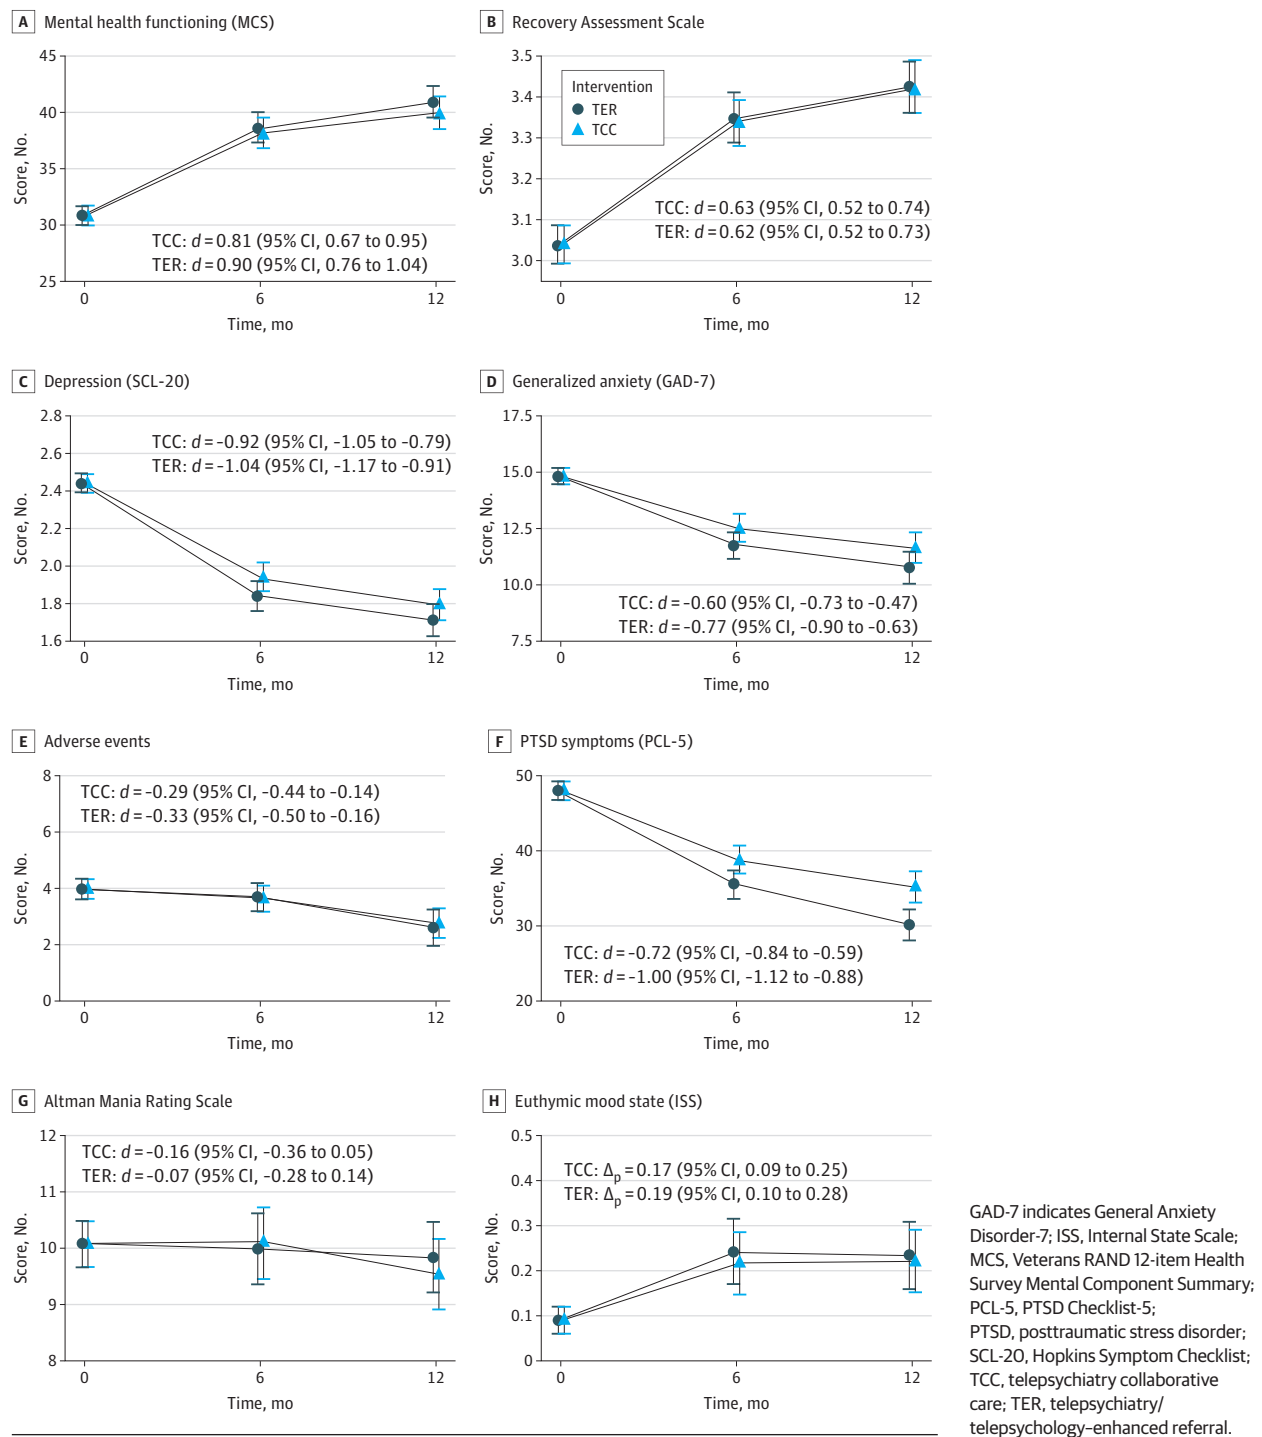 A Mental health functioning (MCS)
45
40
35
30
25
Score, No.
TCC: d = 0.81 (95% CI, 0.67 to 0.95)
TER: d = 0.90 (95% CI, 0.76 to 1.04)
0 6 12
Time, mo
B Recovery Assessment Scale
3.5
3.4
3.3
3.2
3.1
3.0
Score, No.
Intervention
TER
TCC
TCC: d = 0.63 (95% CI, 0.52 to 0.74)
TER: d = 0.62 (95% CI, 0.52 to 0.73)
0 6 12
Time, mo
C Depression (SCL-20)
2.8
2.6
2.4
2.2
2.0
1.8
1.6
Score, No.
TCC: d = -0.92 (95% CI, -1.05 to -0.79)
TER: d = -1.04 (95% CI, -1.17 to -0.91)
0 6 12
Time, mo
D Generalized anxiety (GAD-7)
17.5
15.0
12.5
10.0
7.5
Score, No.
TCC: d = -0.60 (95% CI, -0.73 to -0.47)
TER: d = -0.77 (95% CI, -0.90 to -0.63)
0 6 12
Time, mo
E Adverse events
8
6
4
2
0
Score, No.
TCC: d = -0.29 (95% CI, -0.44 to -0.14)
TER: d = -0.33 (95% CI, -0.50 to -0.16)
0 6 12
Time, mo
F PTSD symptoms (PCL-5)
50
40
30
20
Score, No.
TCC: d = -0.72 (95% CI, -0.84 to -0.59)
TER: d = -1.00 (95% CI, -1.12 to -0.88)
0 6 12
Time, mo
G Altman Mania Rating Scale
12
11
10
9
8
Score, No.
TCC: d = -0.16 (95% CI, -0.36 to 0.05)
TER: d = -0.07 (95% CI, -0.28 to 0.14)
0 6 12
Time, mo
H Euthymic mood state (ISS)
0.5
0.4
0.3
0.2
0.1
0
Score, No.
TCC: Δp = 0.17 (95% CI, 0.09 to 0.25)
TER: Δp = 0.19 (95% CI, 0.10 to 0.28)
0 6 12
Time, mo
GAD-7 indicates General Anxiety
Disorder-7; ISS, Internal State Scale;
MCS, Veterans RAND 12-item Health
Survey Mental Component Summary;
PCL-5, PTSD Checklist-5;
PTSD, posttraumatic stress disorder;
SCL-20, Hopkins Symptom Checklist;
TCC, telepsychiatry collaborative
care; TER, telepsychiatry/
telepsychology–enhanced referral.